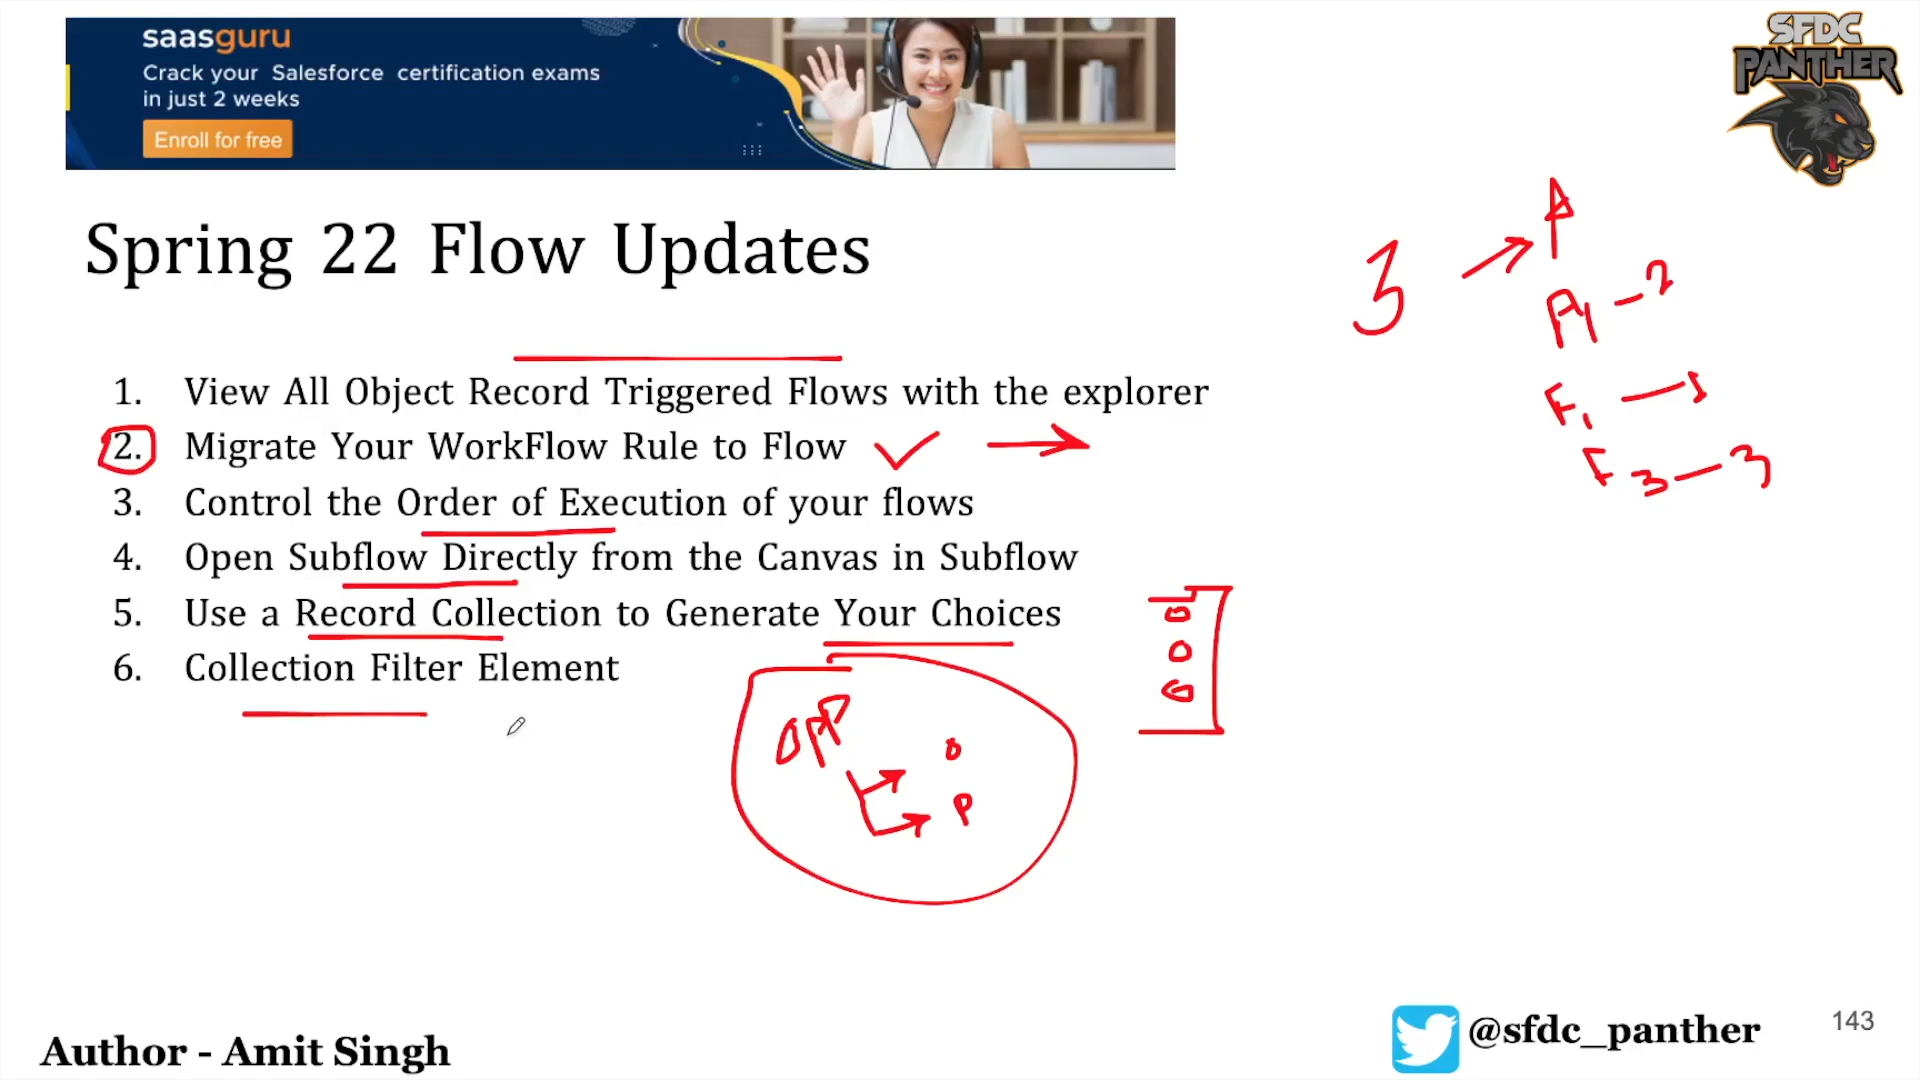 saasguru
Crack your Salesforce certification exams
in just 2 weeks
Enroll for free
SFDC
PANTHER
Spring 22 Flow Updates
1. View All Object Record Triggered Flows with the explorer
2. Migrate Your WorkFlow Rule to Flow
3. Control the Order of Execution of your flows
4. Open Subflow Directly from the Canvas in Subflow
5. Use a Record Collection to Generate Your Choices
6. Collection Filter Element
3
A
A1 - 2
F3 - 3
OPP
O
P
Author - Amit Singh
@sfdc_panther
143